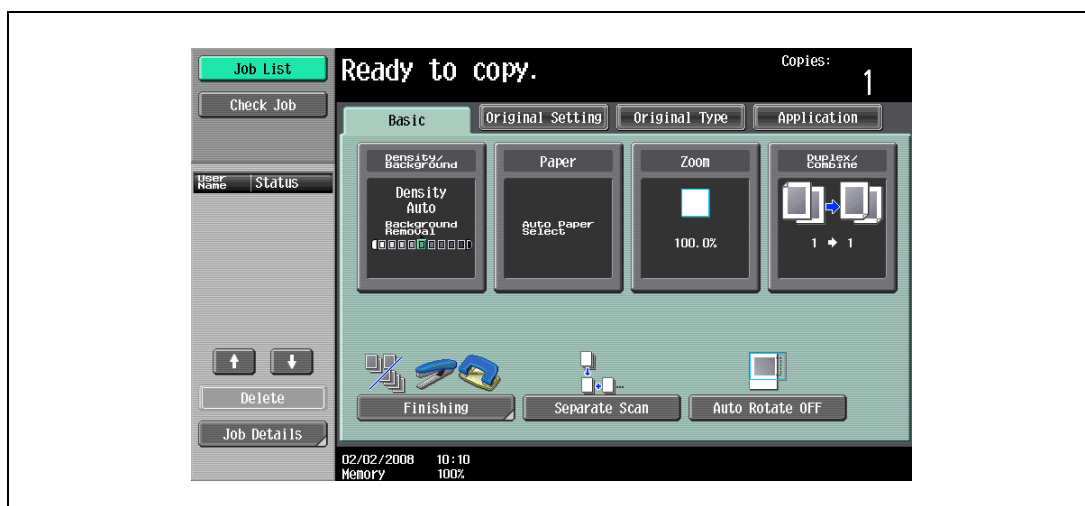 Job List
Ready to copy.
Copies:
1
Check Job
Basic
Original Setting
Original Type
Application
Density/
Background
Paper
Zoom
Duplex/
Combine
User
Name
Status
Density
Auto
Background
Removal
Auto Paper
Select
100.0%
1 → 1
Delete
Finishing
Separate Scan
Auto Rotate OFF
Job Details
02/02/2008 10:10
Memory 100%